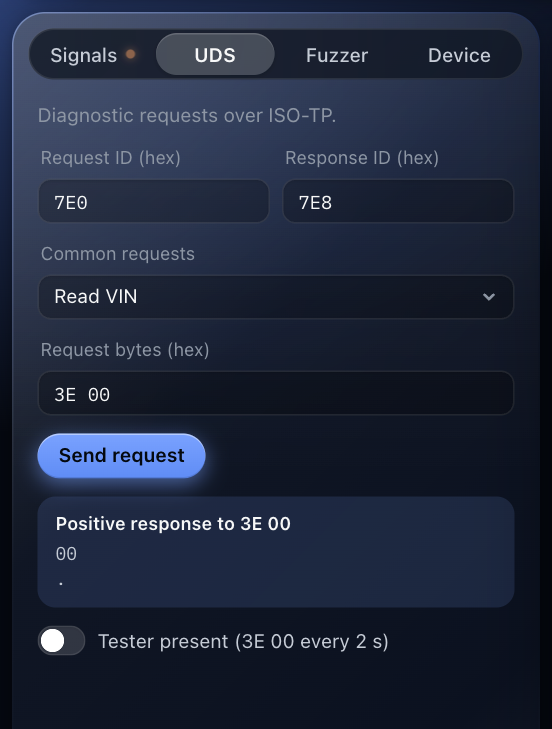 Signals UDS Fuzzer Device
Diagnostic requests over ISO-TP.
Request ID (hex) Response ID (hex)
7E0 7E8
Common requests
Read VIN
Request bytes (hex)
3E 00
Send request
Positive response to 3E 00
00
.
Tester present (3E 00 every 2 s)